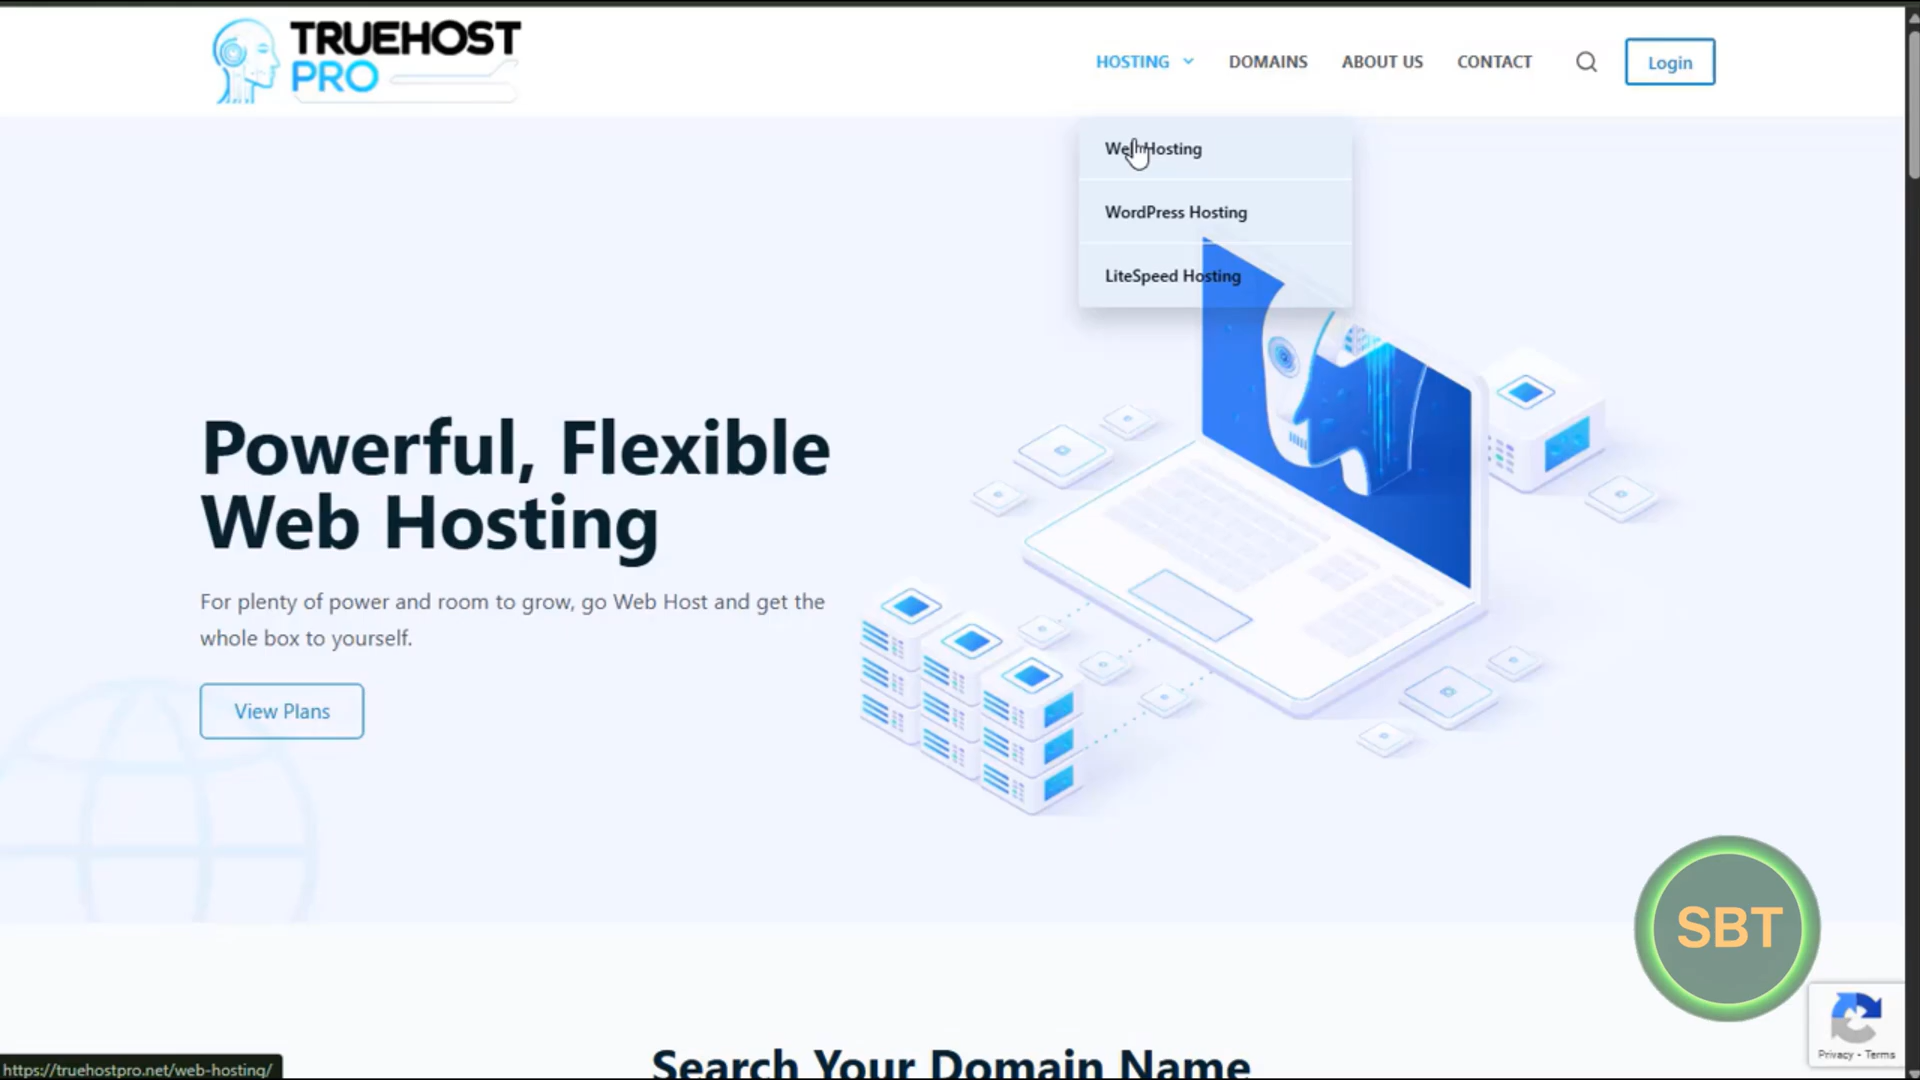 TRUEHOST
PRO
HOSTING
DOMAINS
ABOUT US
CONTACT
Login
Web Hosting
WordPress Hosting
LiteSpeed Hosting
Powerful, Flexible
Web Hosting
For plenty of power and room to grow, go Web Host and get the
whole box to yourself.
View Plans
SBT
Privacy - Terms
Search Your Domain Name
https://truehostpro.net/web-hosting/